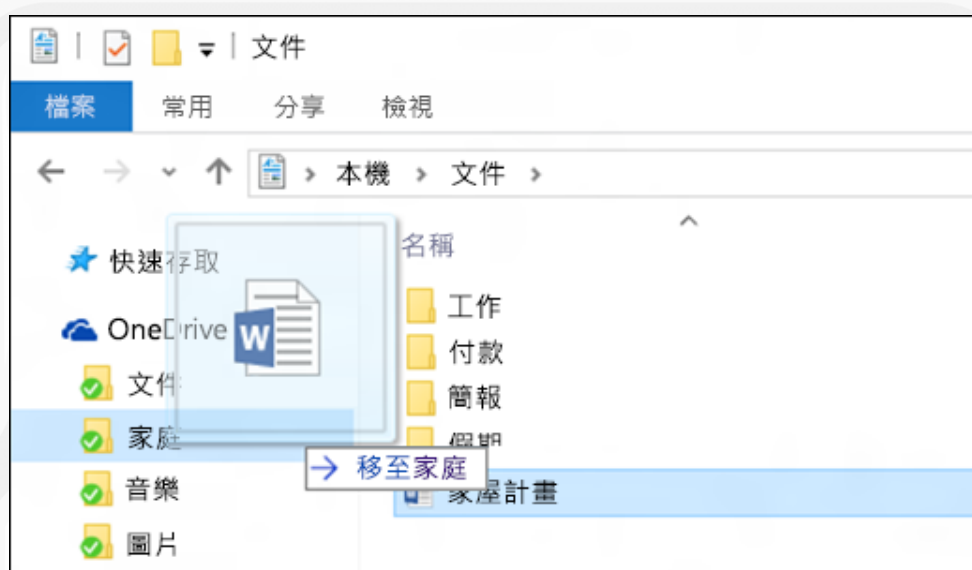 文件
檔案 常用 分享 檢視
本機 文件
快速存取
OneDrive
文件
家庭
音樂
圖片
名稱
工作
付款
簡報
假期
家屋計畫
W
移至家庭